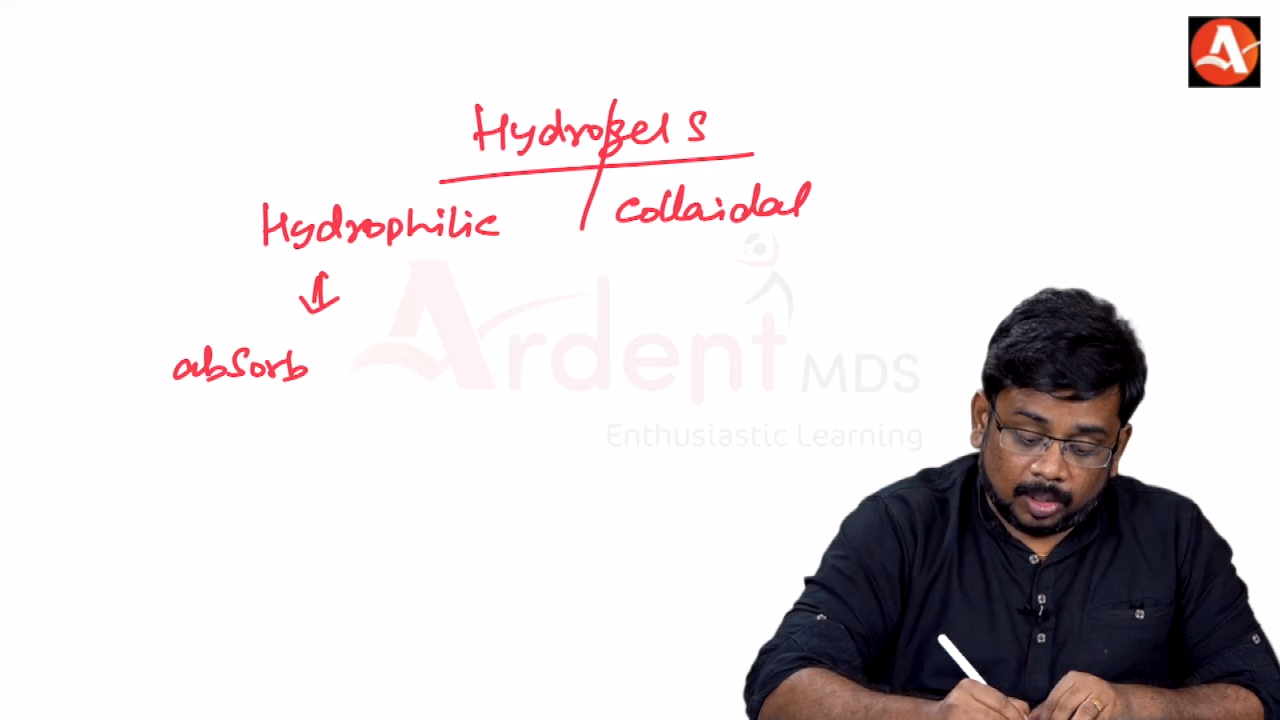 Hydrogels
Hydrophilic
Collaidal
absorb
Ardent MDS
Enthusiastic Learning